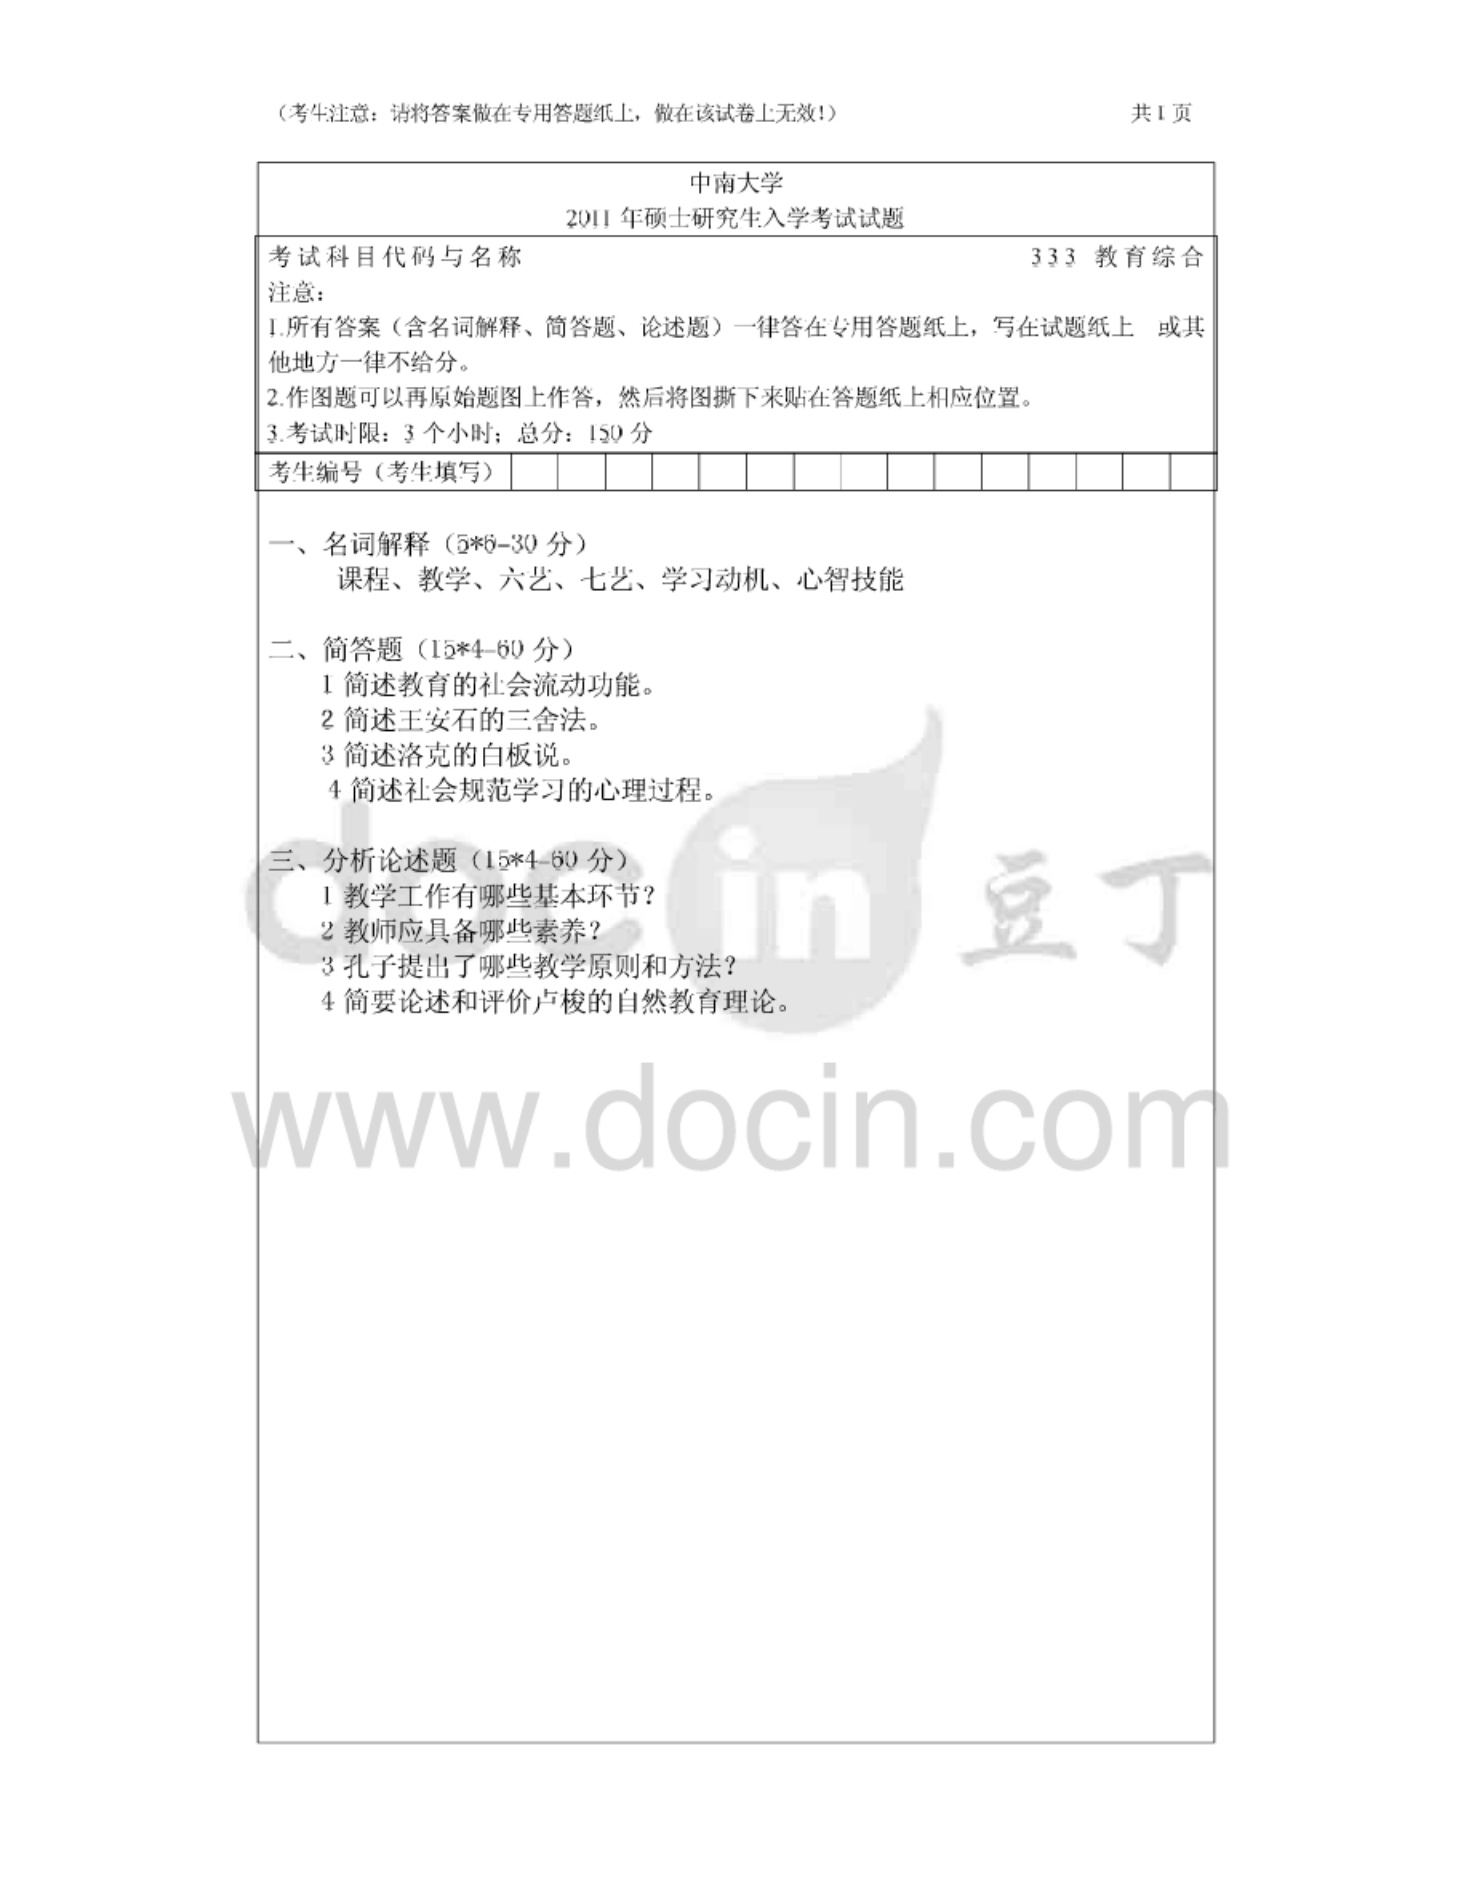 （考生注意：请将答案做在专用答题纸上，做在该试卷上无效！） 共 1 页
中南大学
2011 年硕士研究生入学考试试题
考试科目代码与名称 333 教育综合
注意：
1.所有答案（含名词解释、简答题、论述题）一律答在专用答题纸上，写在试题纸上 或其
他地方一律不给分。
2.作图题可以再原始题图上作答，然后将图撕下来贴在答题纸上相应位置。
3.考试时限：3 个小时；总分：150 分
考生编号（考生填写）
一、名词解释（5*6=30 分）
课程、教学、六艺、七艺、学习动机、心智技能
二、简答题（15*4=60 分）
1 简述教育的社会流动功能。
2 简述王安石的三舍法。
3 简述洛克的白板说。
4 简述社会规范学习的心理过程。
三、分析论述题（15*4=60 分）
1 教学工作有哪些基本环节？
2 教师应具备哪些素养？
3 孔子提出了哪些教学原则和方法？
4 简要论述和评价卢梭的自然教育理论。
docin 豆丁
www.docin.com